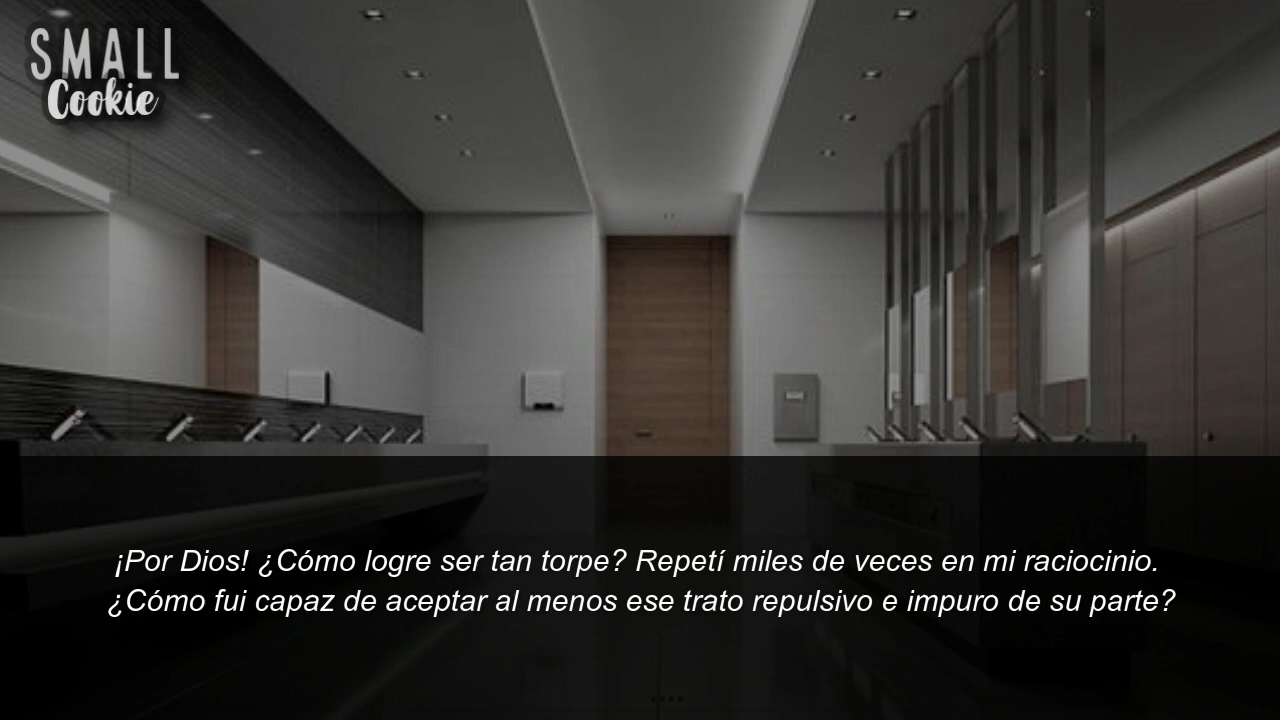 SMALL
Cookie
¡Por Dios! ¿Cómo logre ser tan torpe? Repetí miles de veces en mi raciocinio.
¿Cómo fui capaz de aceptar al menos ese trato repulsivo e impuro de su parte?